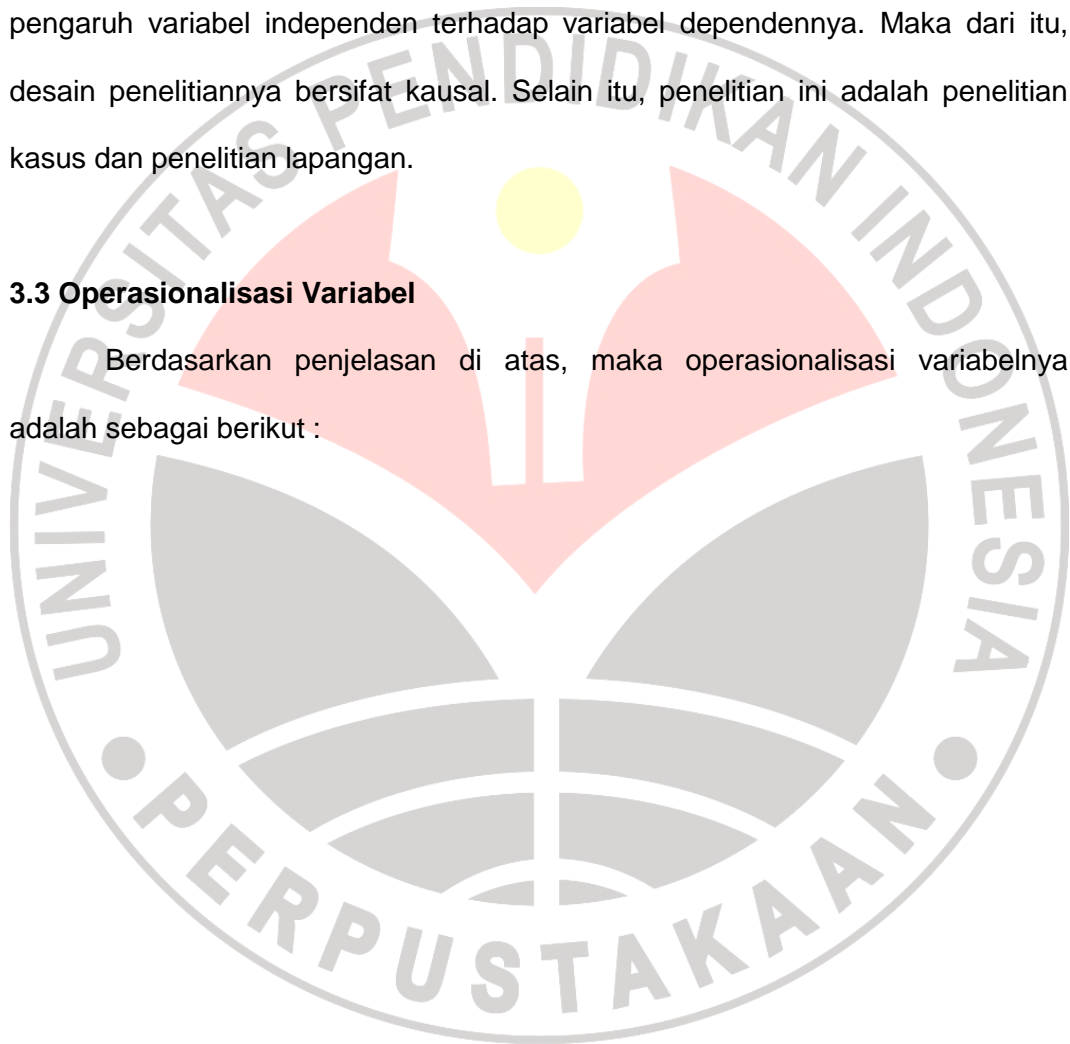 pengaruh variabel independen terhadap variabel dependennya. Maka dari itu,
desain penelitiannya bersifat kausal. Selain itu, penelitian ini adalah penelitian
kasus dan penelitian lapangan.
3.3 Operasionalisasi Variabel
Berdasarkan penjelasan di atas, maka operasionalisasi variabelnya
adalah sebagai berikut :
UNIVERSITAS PENDIDIKAN INDONESIA
PERPUSTAKAAN